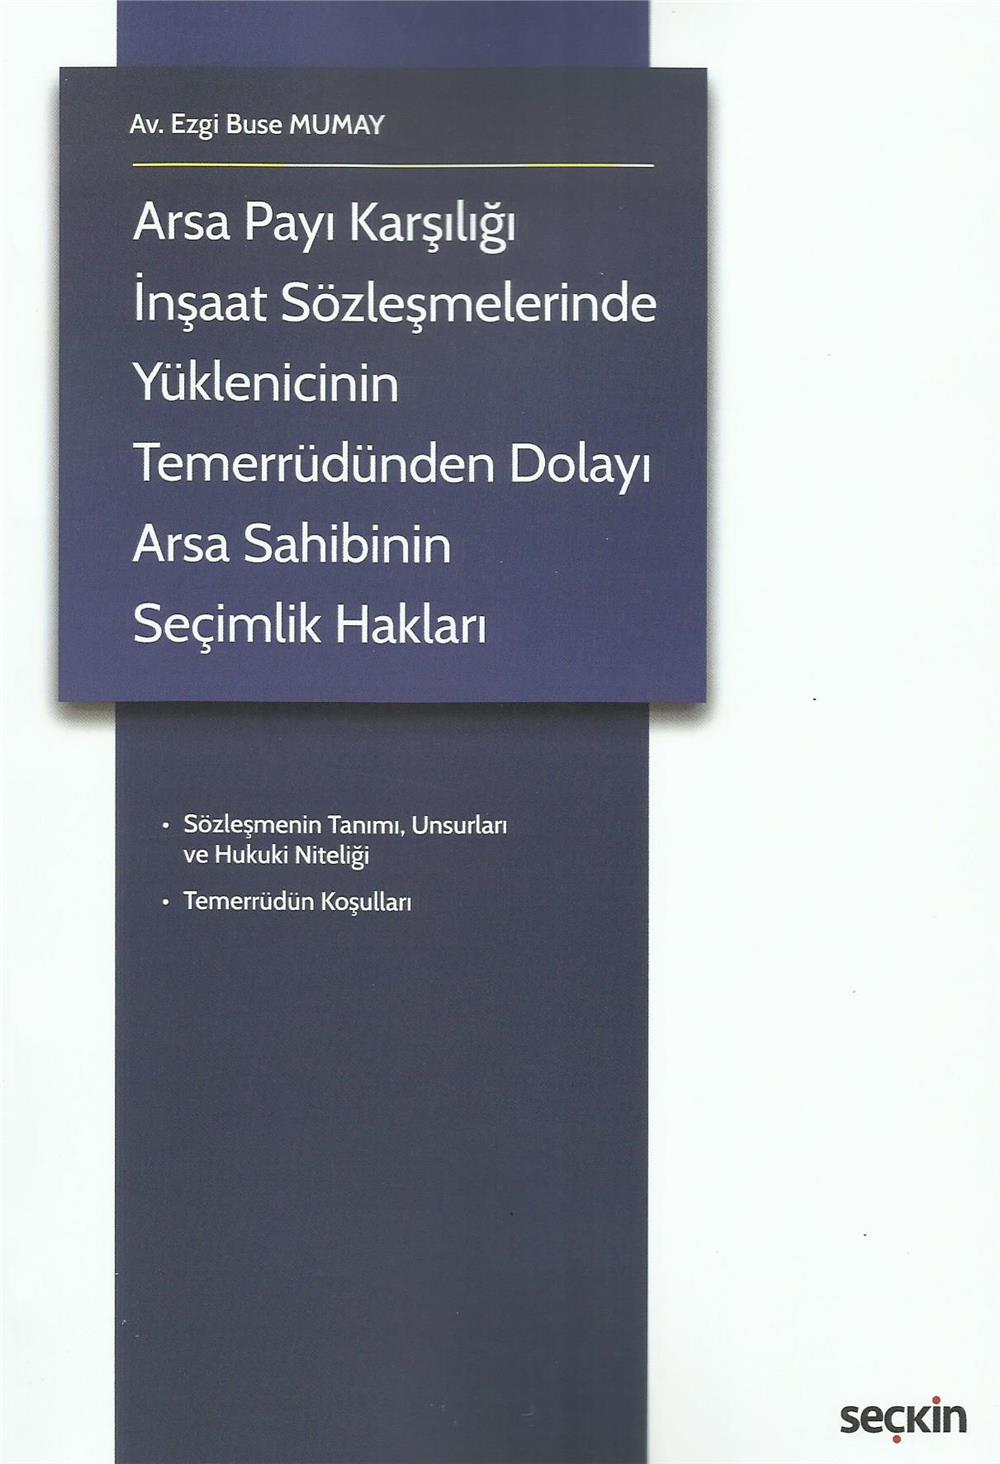 Av. Ezgi Buse MUMAY
Arsa Payı Karşılığı
İnşaat Sözleşmelerinde
Yüklenicinin
Temerrüdünden Dolayı
Arsa Sahibinin
Seçimlik Hakları
• Sözleşmenin Tanımı, Unsurları
ve Hukuki Niteliği
• Temerrüdün Koşulları
seçkin